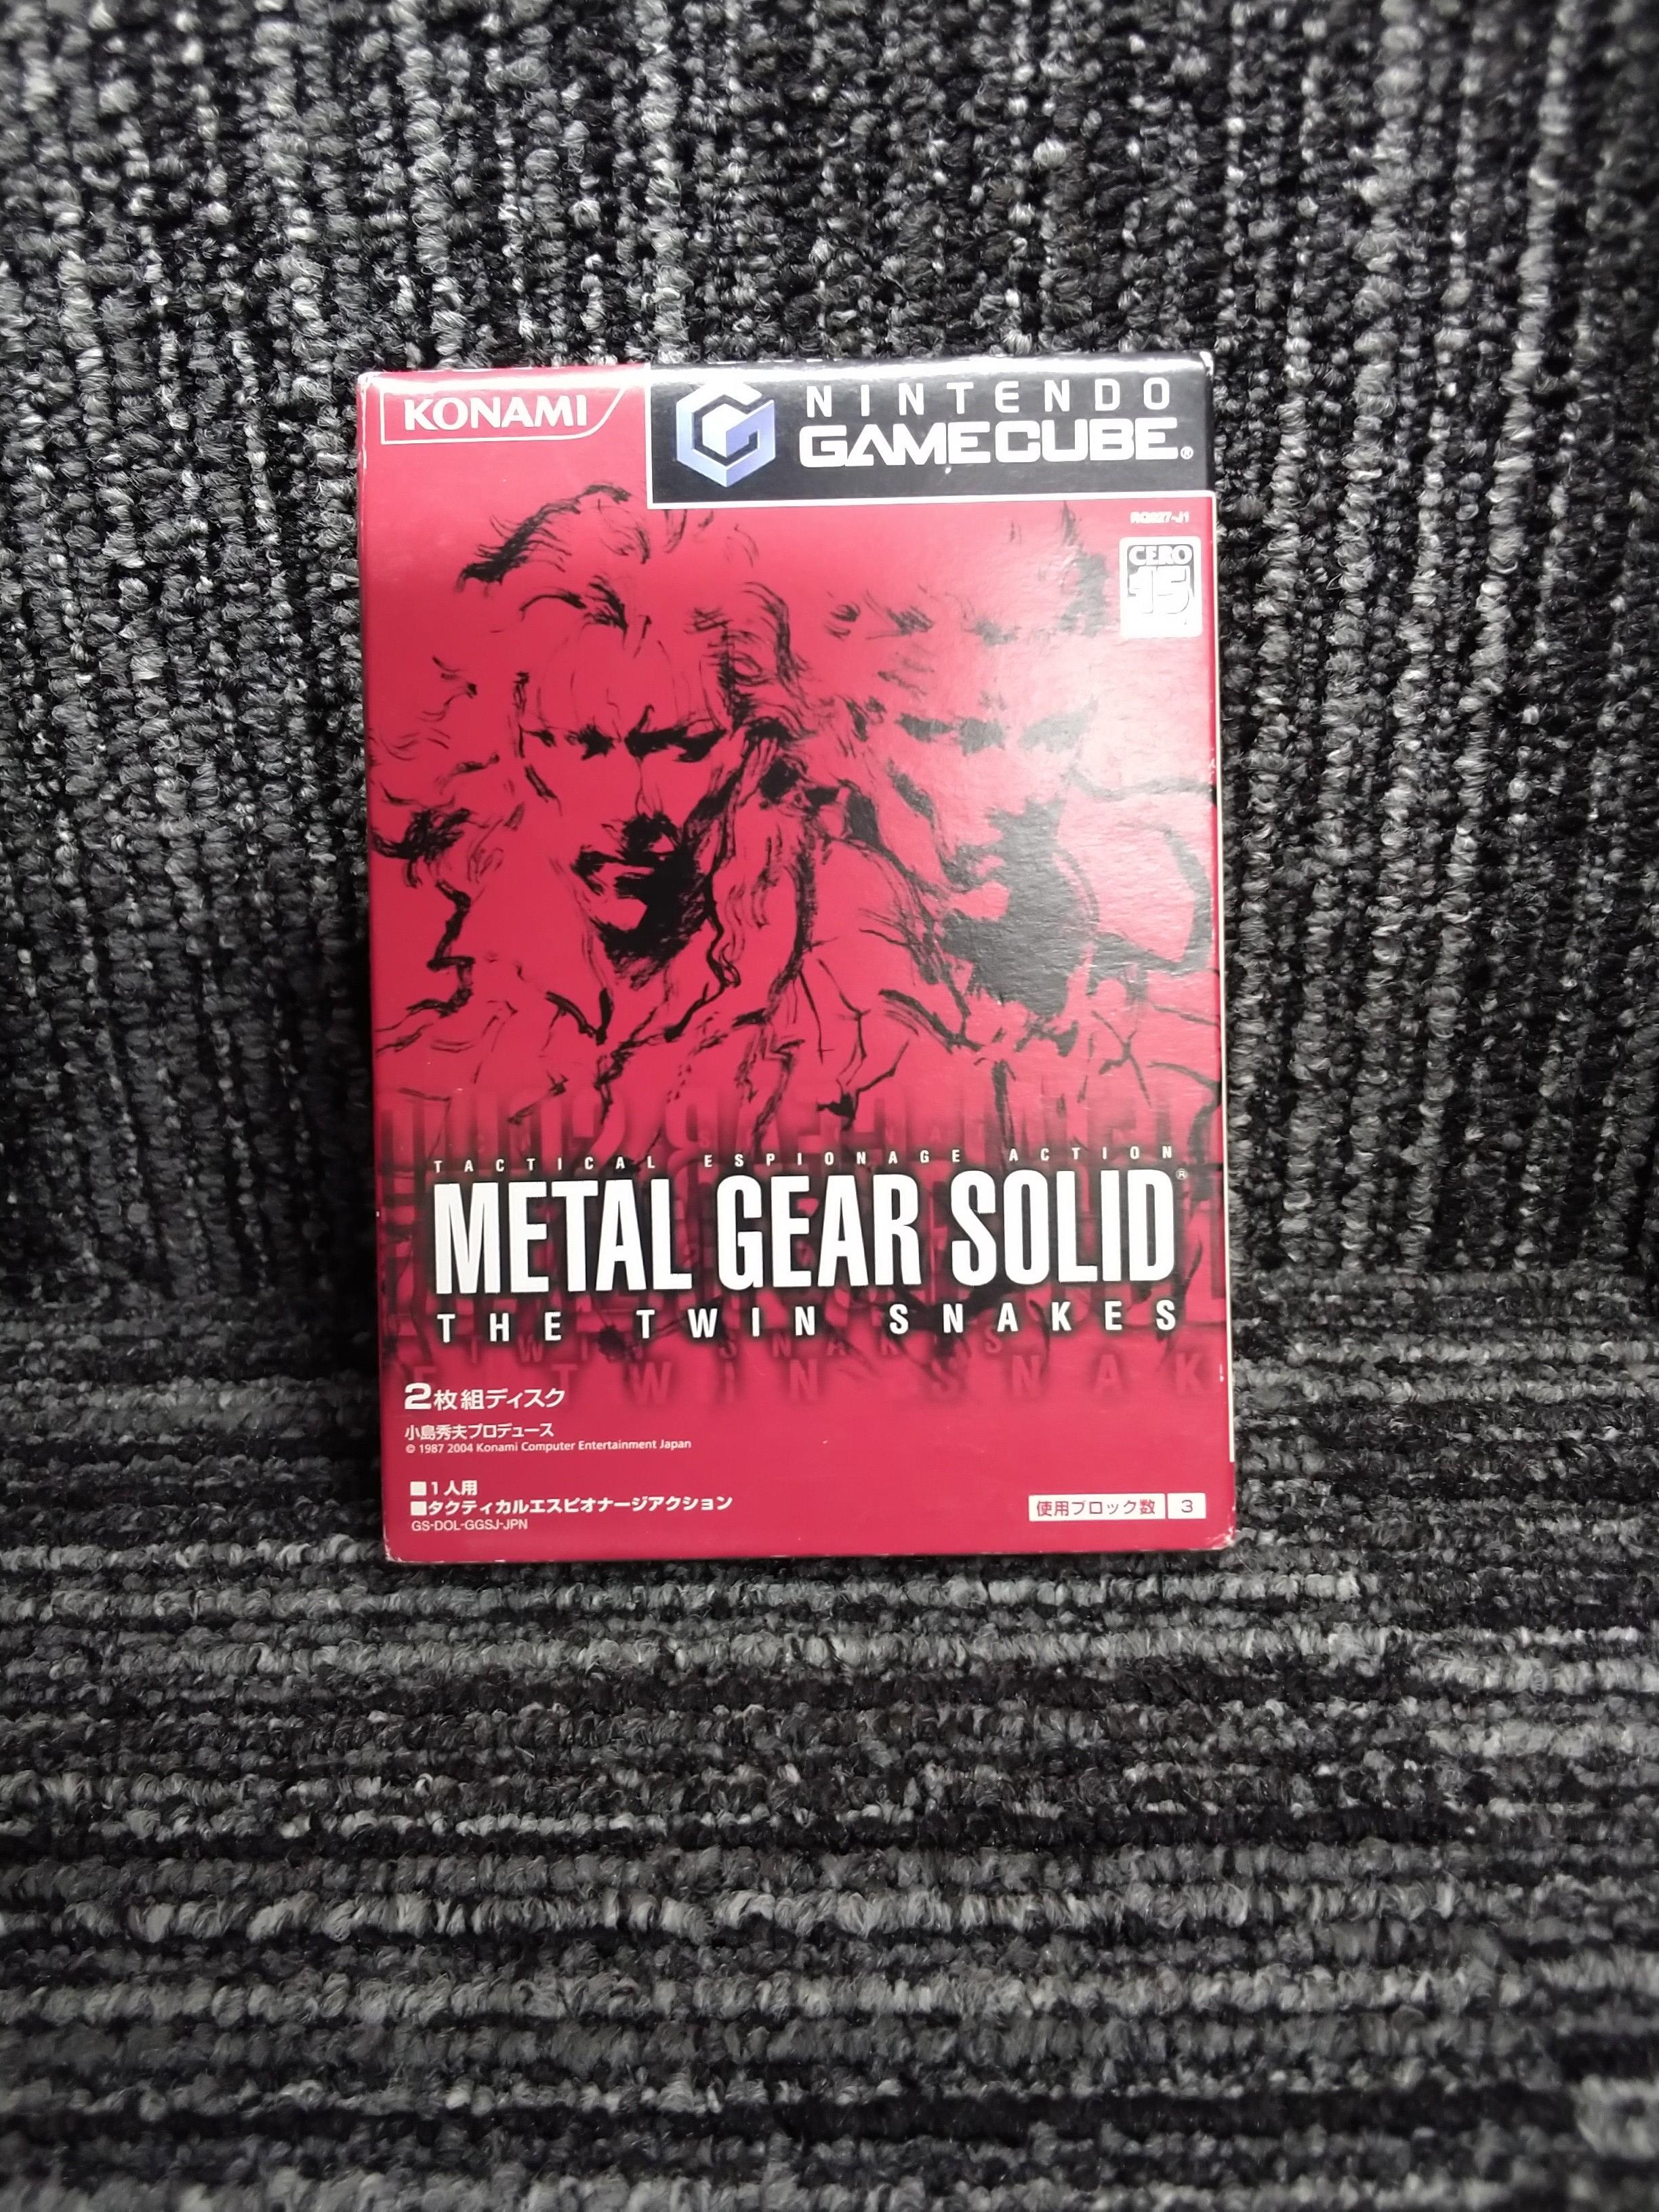 KONAMI
NINTENDO
GAMECUBE®
CERO
15
TACTICAL ESPIONAGE ACTION
METAL GEAR SOLID®
THE TWIN SNAKES
2枚組ディスク
小島秀夫プロデュース
© 1987 2004 Konami Computer Entertainment Japan
■1人用
■タクティカルエスピオナージアクション
GS-DOL-GGSJ-JPN
使用ブロック数 3